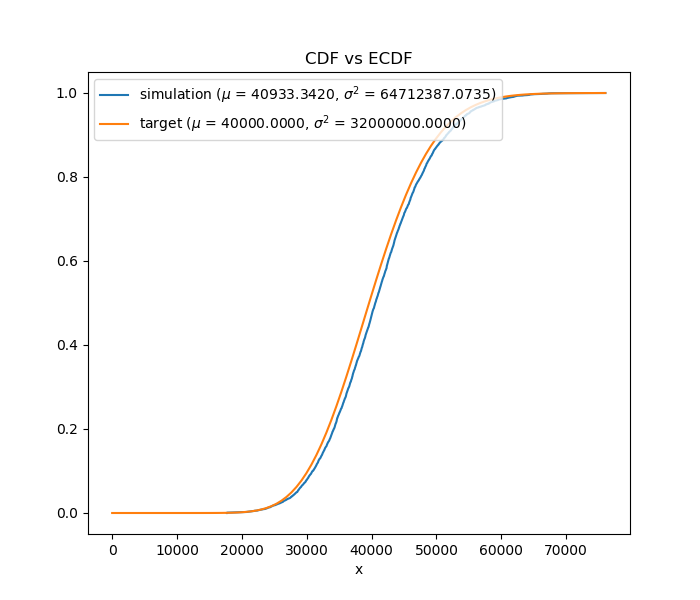 CDF vs ECDF
simulation (μ = 40933.3420, σ² = 64712387.0735)
target (μ = 40000.0000, σ² = 32000000.0000)
1.0
0.8
0.6
0.4
0.2
0.0
0 10000 20000 30000 40000 50000 60000 70000
x